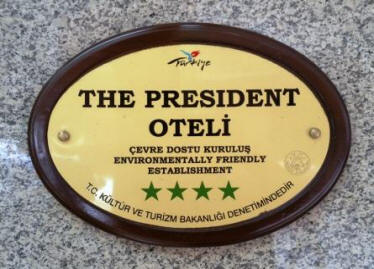 Türkiye
THE PRESIDENT
OTELİ
ÇEVRE DOSTU KURULUŞ
ENVIRONMENTALLY FRIENDLY
ESTABLISHMENT
T.C. KÜLTÜR VE TURİZM BAKANLIĞI DENETİMİNDEDİR